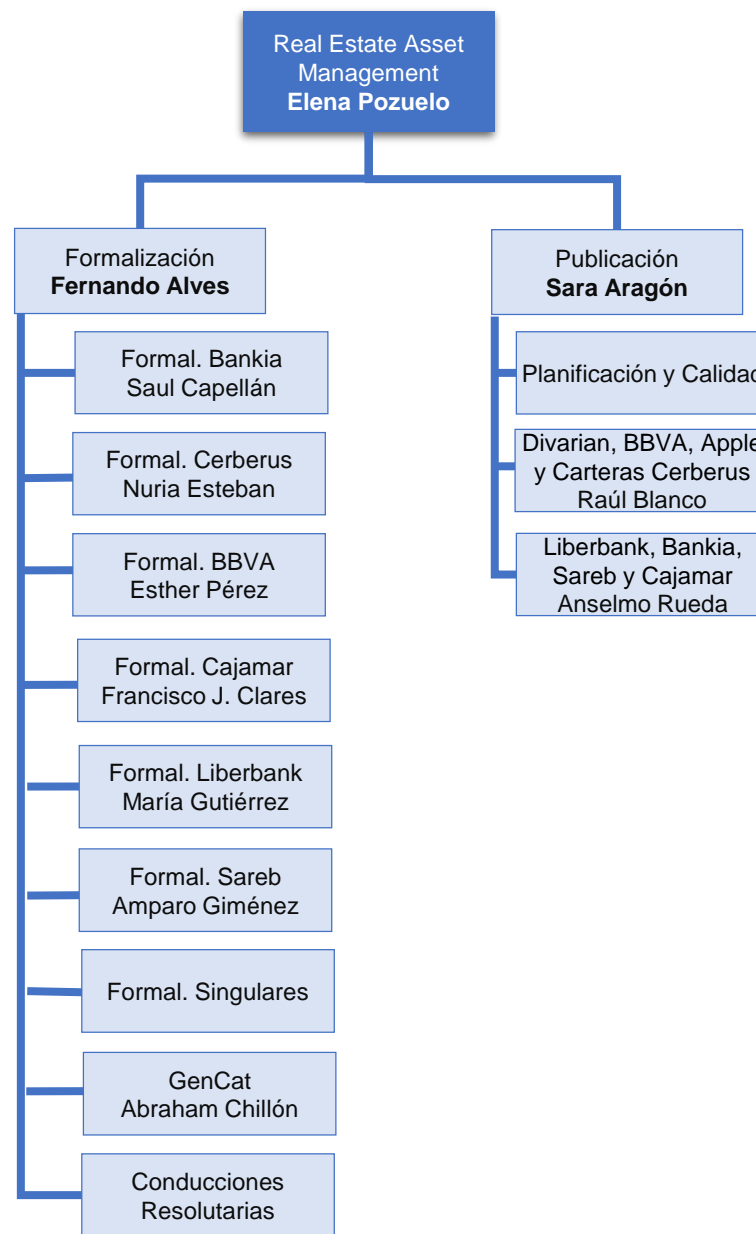 Real Estate Asset
Management
Elena Pozuelo
Formalización
Fernando Alves
Formal. Bankia
Saul Capellán
Formal. Cerberus
Nuria Esteban
Formal. BBVA
Esther Pérez
Formal. Cajamar
Francisco J. Clares
Formal. Liberbank
María Gutiérrez
Formal. Sareb
Amparo Giménez
Formal. Singulares
GenCat
Abraham Chillón
Conducciones
Resolutarias
Publicación
Sara Aragón
Planificación y Calidad
Divarian, BBVA, Apple
y Carteras Cerberus
Raúl Blanco
Liberbank, Bankia,
Sareb y Cajamar
Anselmo Rueda